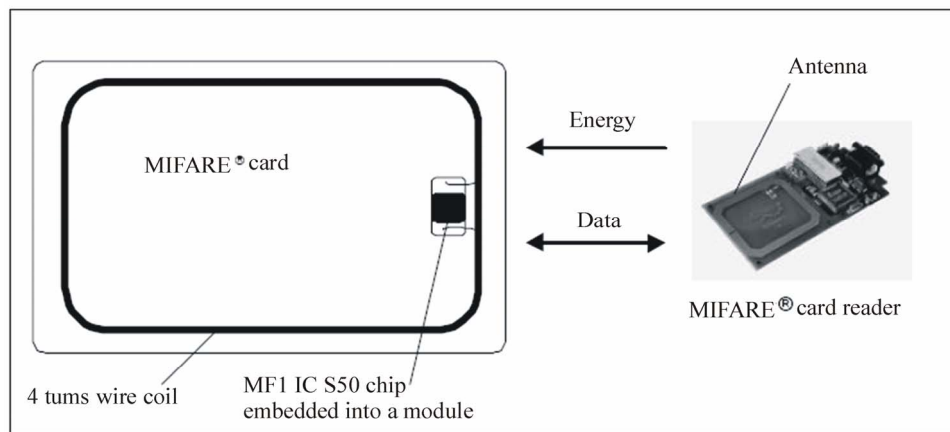 Antenna
Energy
MIFARE® card
Data
MIFARE® card reader
4 tums wire coil
MF1 IC S50 chip
embedded into a module